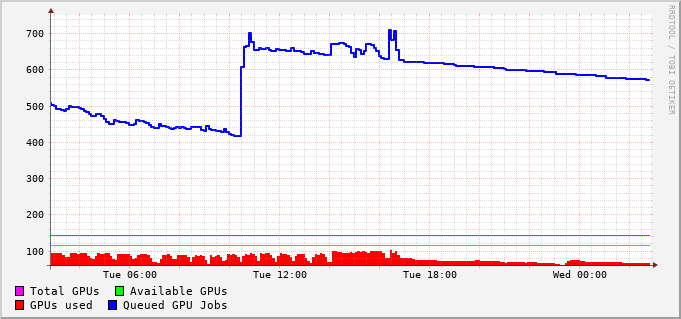 700
600
500
400
300
200
100
Tue 06:00 Tue 12:00 Tue 18:00 Wed 00:00
Total GPUs Available GPUs
GPUs used Queued GPU Jobs
RRDTOOL / TOBI OETIKER